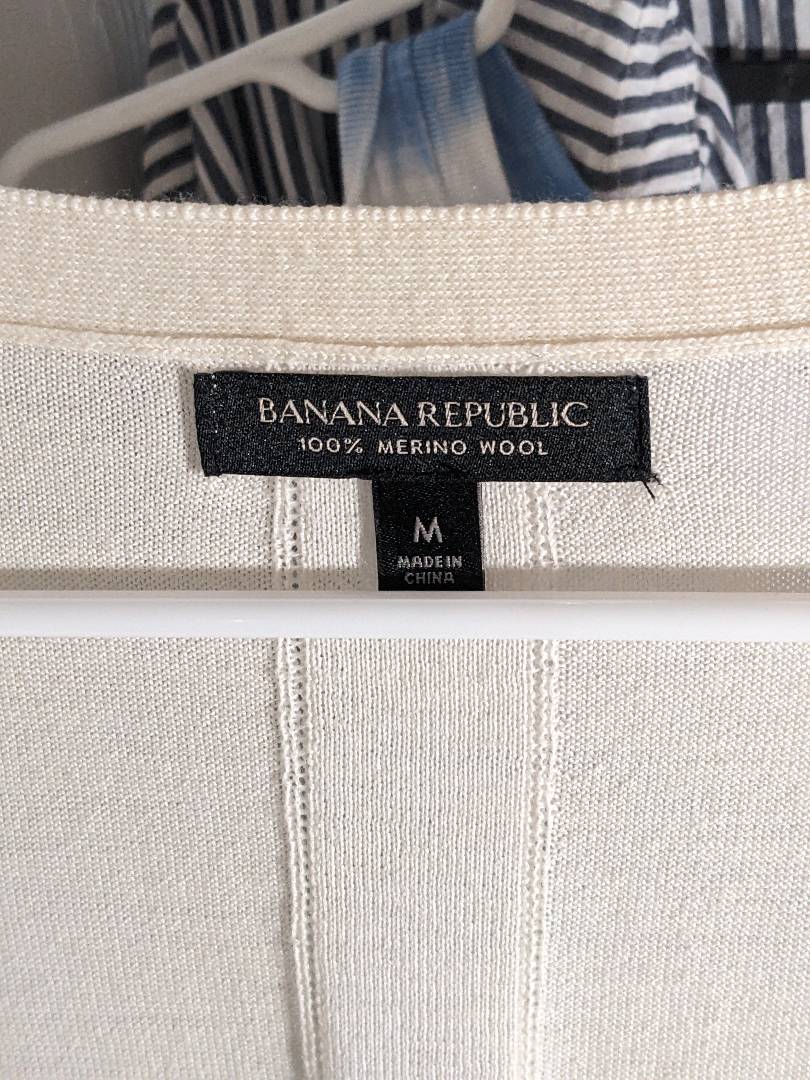 BANANA REPUBLIC
100% MERINO WOOL
M
MADE IN
CHINA